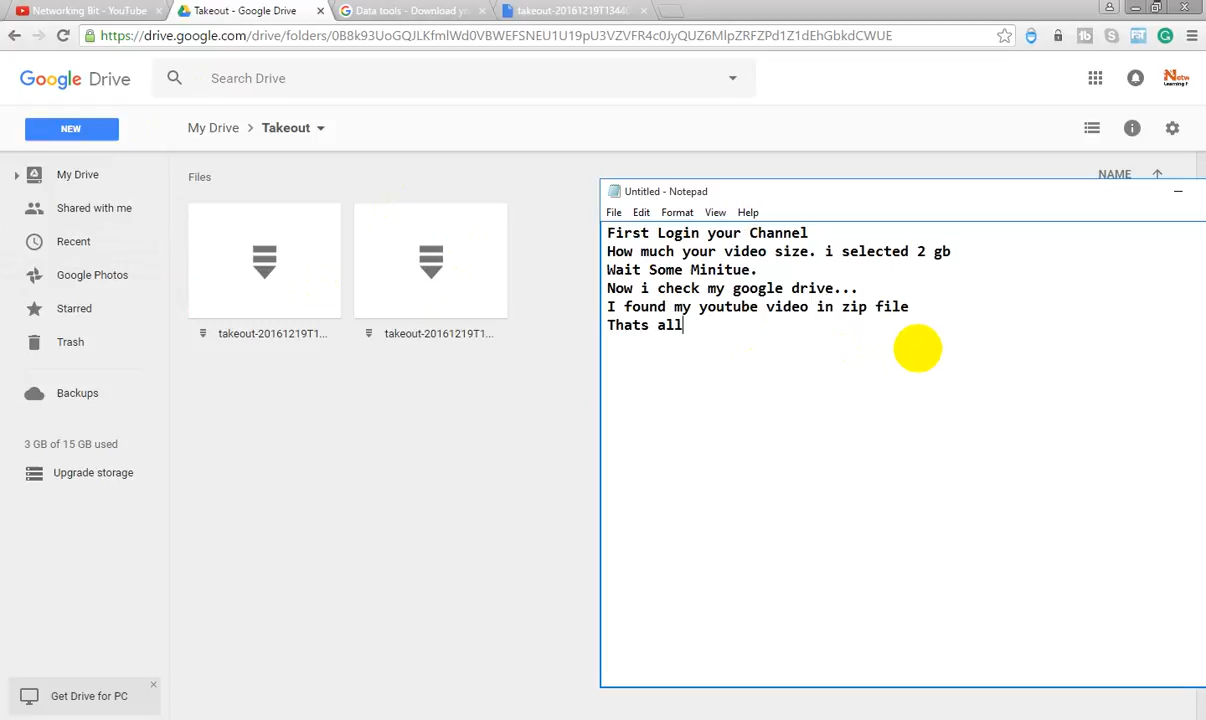 Networking Bit - YouTube
Takeout - Google Drive
Data tools - Download yo
takeout-20161219T1344
https://drive.google.com/drive/folders/0B8k93UoGQJLKfmlWd0VBWEFSNEU1U19pU3VZVFR4c0JyQUZ6MlpZRFZPd1Z1dEhGbkdCWUE
Google Drive
Search Drive
NEW
My Drive > Takeout
My Drive
Shared with me
Recent
Google Photos
Starred
Trash
Backups
3 GB of 15 GB used
Upgrade storage
Get Drive for PC
Files
NAME
takeout-20161219T1...
takeout-20161219T1...
Untitled - Notepad
File Edit Format View Help
First Login your Channel
How much your video size. i selected 2 gb
Wait Some Minitue.
Now i check my google drive...
I found my youtube video in zip file
Thats all